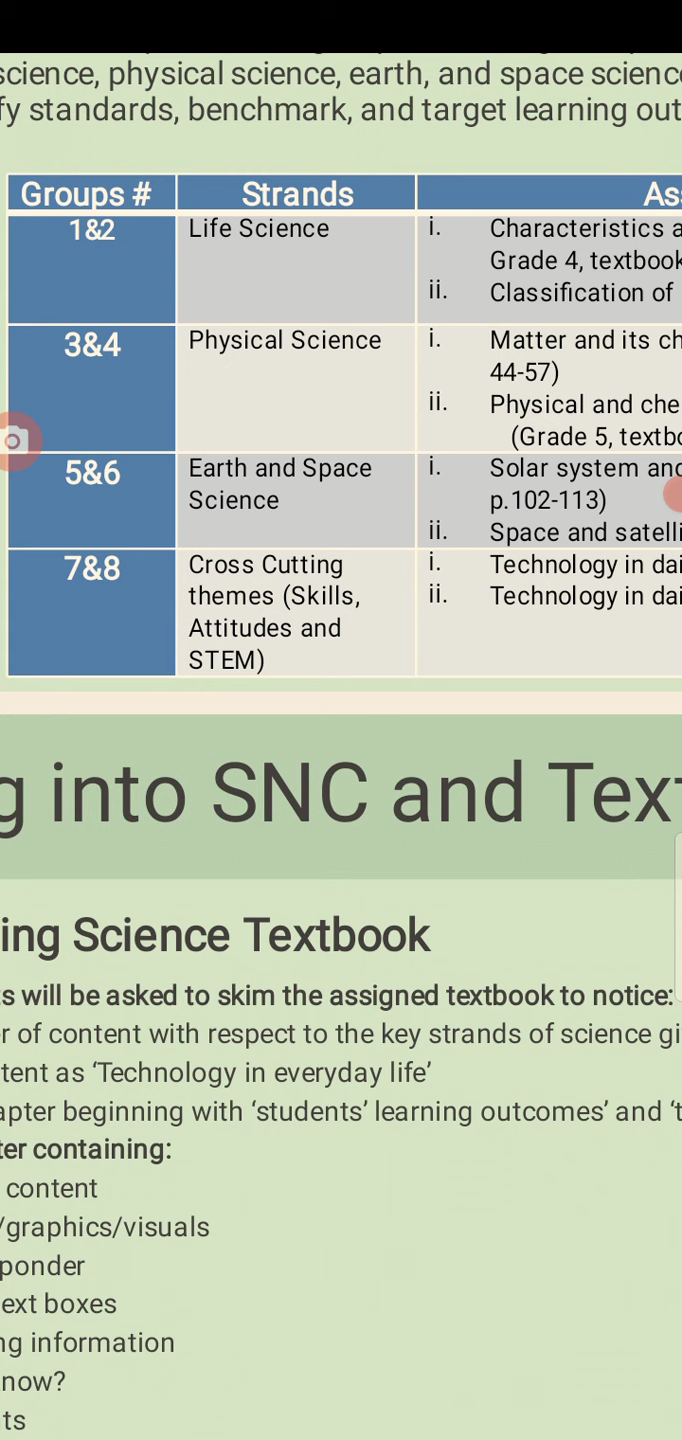 science, physical science, earth, and space scienc
fy standards, benchmark, and target learning out
Groups # Strands Ass
1&2 Life Science i. Characteristics a
Grade 4, textbook
ii. Classification of
3&4 Physical Science i. Matter and its ch
44-57)
ii. Physical and che
(Grade 5, textbo
5&6 Earth and Space i. Solar system and
Science p.102-113)
ii. Space and satelli
7&8 Cross Cutting i. Technology in dai
themes (Skills, ii. Technology in dai
Attitudes and
STEM)
g into SNC and Text
ing Science Textbook
ts will be asked to skim the assigned textbook to notice:
r of content with respect to the key strands of science gi
tent as ‘Technology in everyday life’
apter beginning with ‘students’ learning outcomes’ and ‘t
ter containing:
content
/graphics/visuals
ponder
ext boxes
ng information
now?
ts